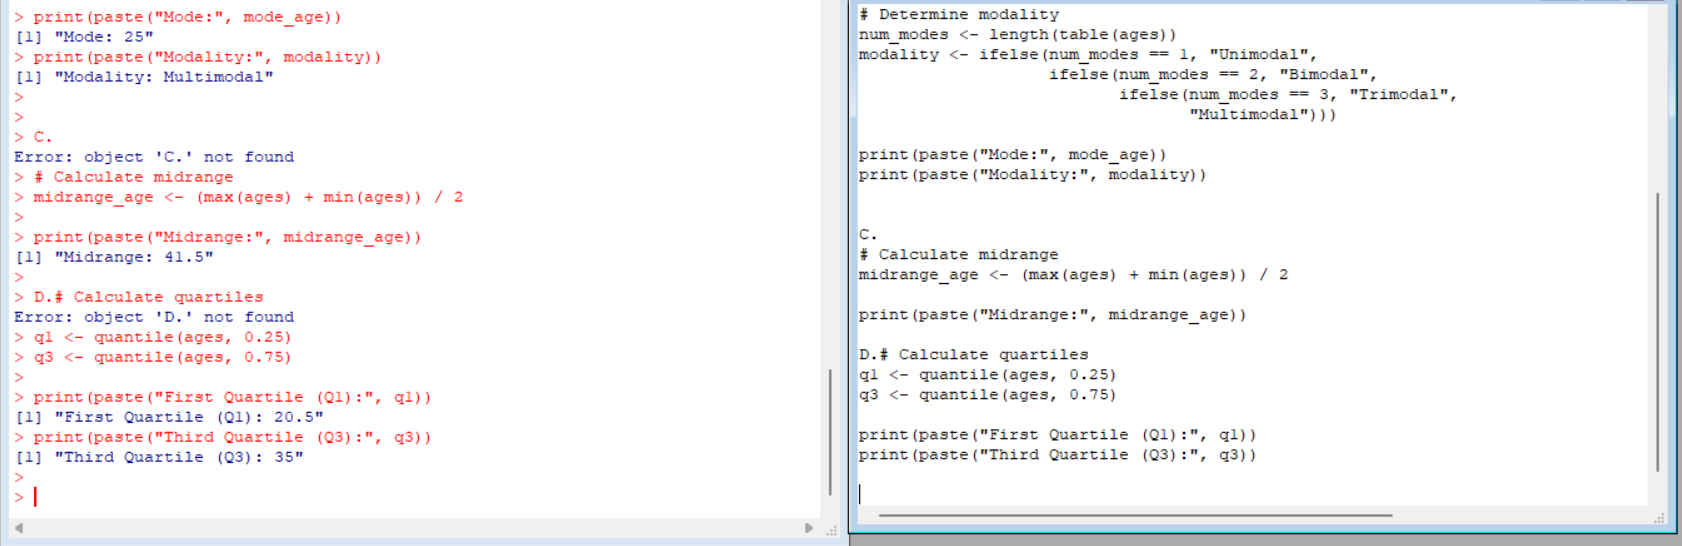 > print(paste("Mode:", mode_age))
[1] "Mode: 25"
> print(paste("Modality:", modality))
[1] "Modality: Multimodal"
>
>
> C.
Error: object 'C.' not found
> # Calculate midrange
> midrange_age <- (max(ages) + min(ages)) / 2
>
> print(paste("Midrange:", midrange_age))
[1] "Midrange: 41.5"
>
> D.# Calculate quartiles
Error: object 'D.' not found
> q1 <- quantile(ages, 0.25)
> q3 <- quantile(ages, 0.75)
>
> print(paste("First Quartile (Q1):", q1))
[1] "First Quartile (Q1): 20.5"
> print(paste("Third Quartile (Q3):", q3))
[1] "Third Quartile (Q3): 35"
>
>
# Determine modality
num_modes <- length(table(ages))
modality <- ifelse(num_modes == 1, "Unimodal",
ifelse(num_modes == 2, "Bimodal",
ifelse(num_modes == 3, "Trimodal",
"Multimodal")))
print(paste("Mode:", mode_age))
print(paste("Modality:", modality))
C.
# Calculate midrange
midrange_age <- (max(ages) + min(ages)) / 2
print(paste("Midrange:", midrange_age))
D.# Calculate quartiles
q1 <- quantile(ages, 0.25)
q3 <- quantile(ages, 0.75)
print(paste("First Quartile (Q1):", q1))
print(paste("Third Quartile (Q3):", q3))